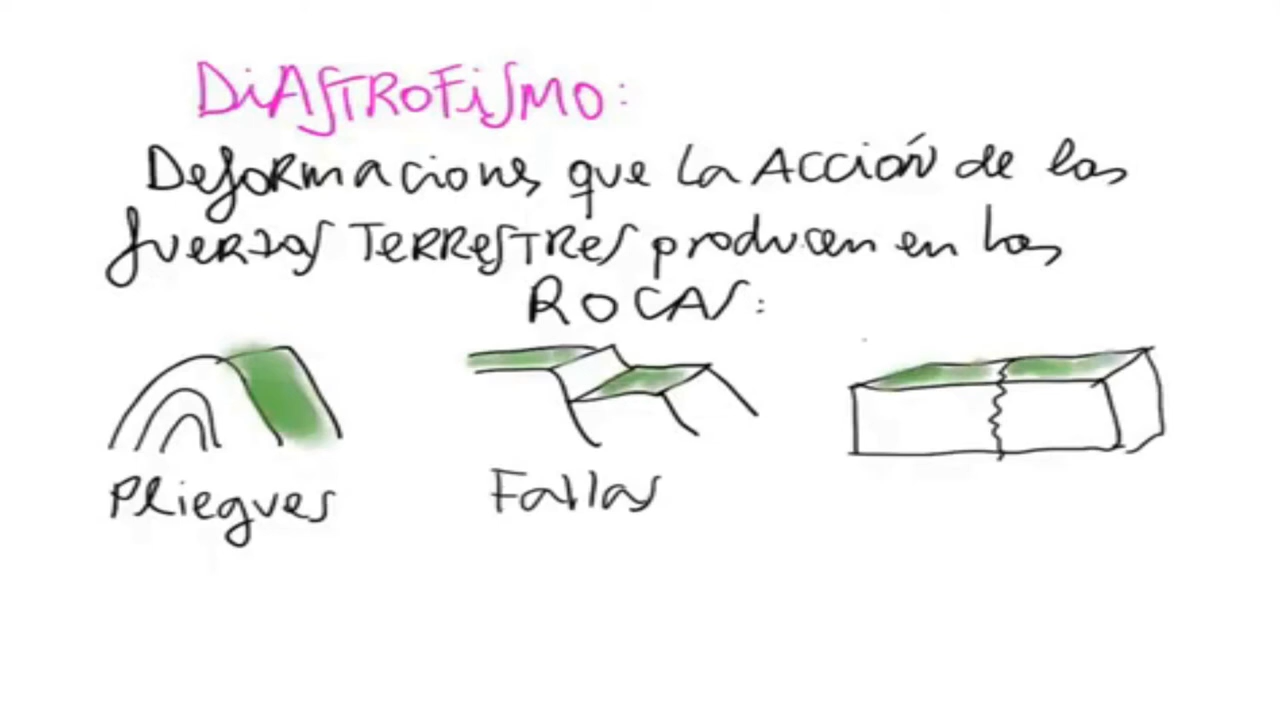 DiASTROFiSMO:
Deformaciones que la Acción de las
fuerzas TERRESTRES producen en las
ROCAS:
Pliegues
Fallas